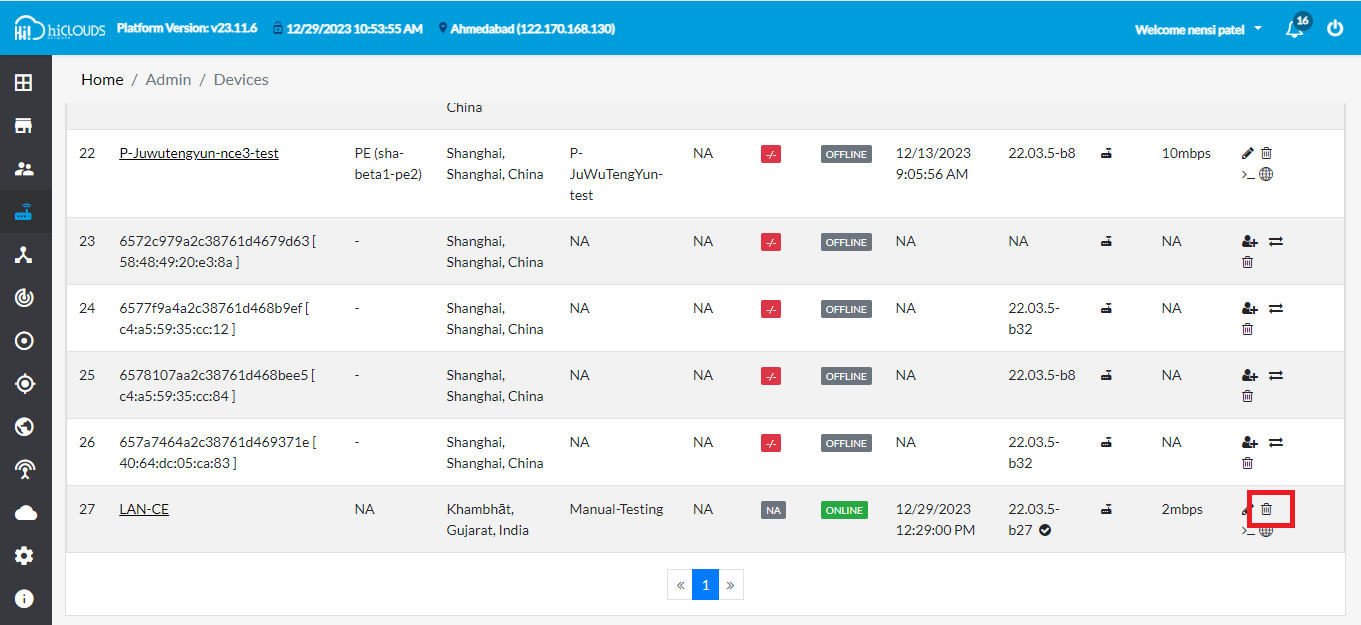 Hi! hiCLOUDS
NETWORK
Platform Version: v23.11.6 12/29/2023 10:53:55 AM Ahmedabad (122.170.168.130) Welcome nensi patel 16
Home / Admin / Devices
China
22 P-Juwutengyun-nce3-test PE (sha- Shanghai, P- NA -/- OFFLINE 12/13/2023 22.03.5-b8 10mbps
beta1-pe2) Shanghai, China JuWuTengYun- 9:05:56 AM
test
23 6572c979a2c38761d4679d63 [ - Shanghai, NA NA -/- OFFLINE NA NA NA
58:48:49:20:e3:8a ] Shanghai, China
24 6577f9a4a2c38761d468b9ef [ - Shanghai, NA NA -/- OFFLINE NA 22.03.5- NA
c4:a5:59:35:cc:12 ] Shanghai, China b32
25 6578107aa2c38761d468bee5 [ - Shanghai, NA NA -/- OFFLINE NA 22.03.5-b8 NA
c4:a5:59:35:cc:84 ] Shanghai, China
26 657a7464a2c38761d469371e [ - Shanghai, NA NA -/- OFFLINE NA 22.03.5- NA
40:64:dc:05:ca:83 ] Shanghai, China b32
27 LAN-CE NA Khambhāt, Manual-Testing NA NA ONLINE 12/29/2023 22.03.5- 2mbps
Gujarat, India 12:29:00 PM b27
« 1 »